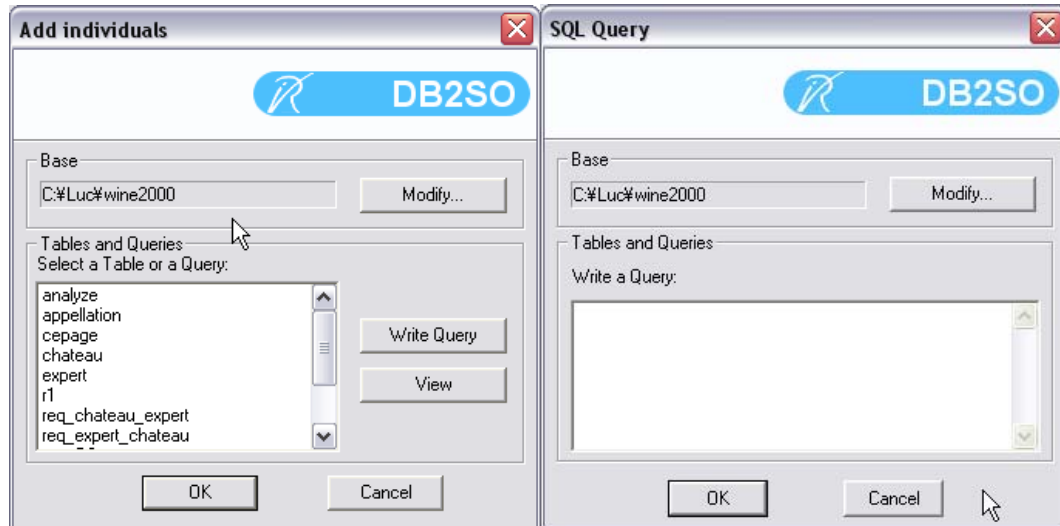 Add individuals
DB2SO
Base
C:¥Luc¥wine2000
Modify...
Tables and Queries
Select a Table or a Query:
analyze
appellation
cepage
chateau
expert
r1
req_chateau_expert
req_expert_chateau
Write Query
View
OK
Cancel
SQL Query
DB2SO
Base
C:¥Luc¥wine2000
Modify...
Tables and Queries
Write a Query:
OK
Cancel